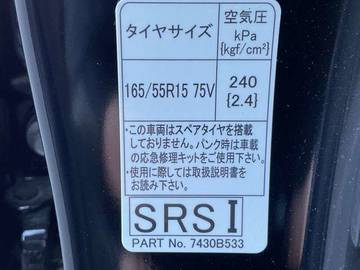 タイヤサイズ
空気圧
kPa
{kgf/cm²}
165/55R15 75V
240
{2.4}
・この車両はスペアタイヤを搭載
しておりません。パンク時は車載
の応急修理キットをご使用下さい。
・使用に際しては取扱説明書を
お読み下さい。
SRS I
PART No. 7430B533